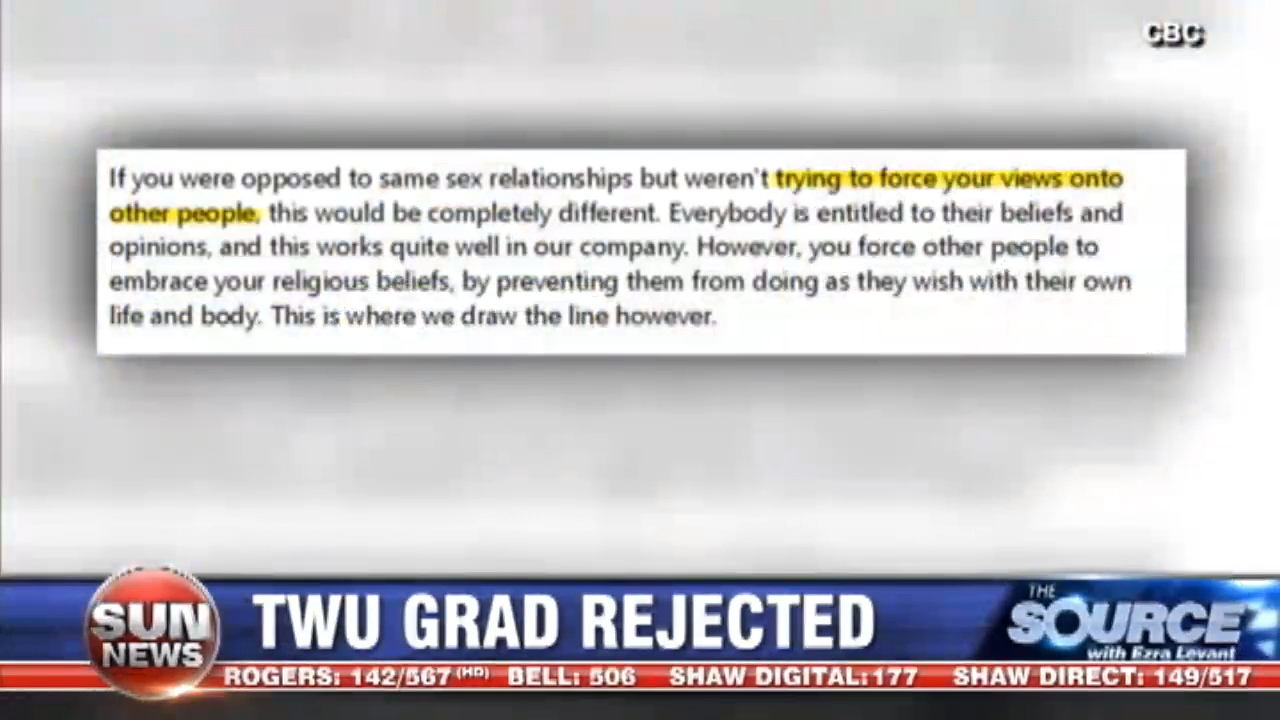 CBC
If you were opposed to same sex relationships but weren't trying to force your views onto
other people, this would be completely different. Everybody is entitled to their beliefs and
opinions, and this works quite well in our company. However, you force other people to
embrace your religious beliefs, by preventing them from doing as they wish with their own
life and body. This is where we draw the line however.
SUN
NEWS
TWU GRAD REJECTED
THE
SOURCE
with Ezra Levant
ROGERS: 142/567 (HD) BELL: 506 SHAW DIGITAL: 177 SHAW DIRECT: 149/517